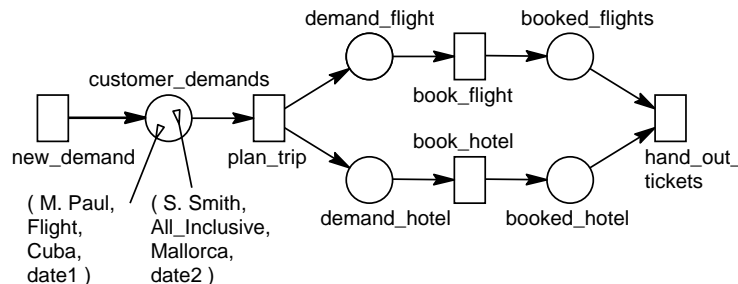 demand_flight
booked_flights
customer_demands
book_flight
new_demand
plan_trip
book_hotel
hand_out_
tickets
demand_hotel
booked_hotel
( M. Paul,
Flight,
Cuba,
date1 )
( S. Smith,
All_Inclusive,
Mallorca,
date2 )